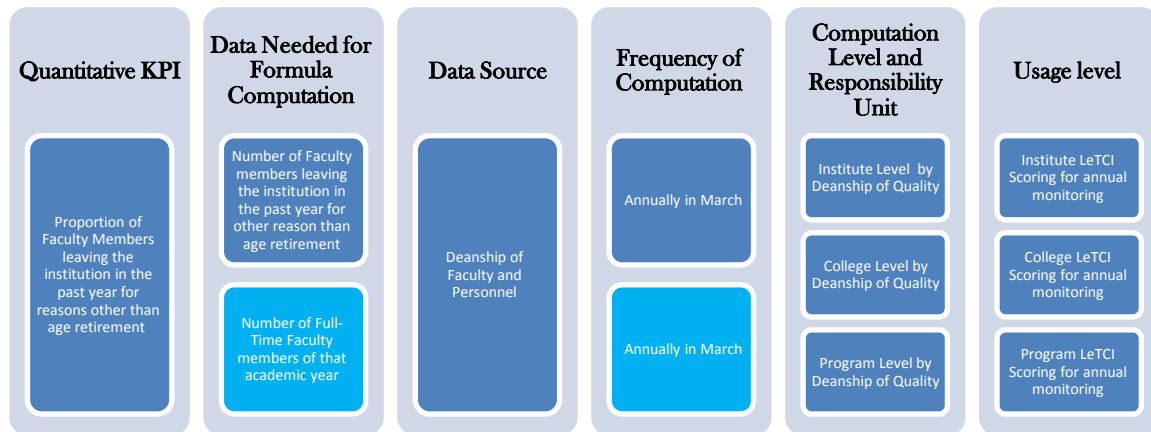 Quantitative KPI
Proportion of
Faculty Members
leaving the
institution in the
past year for
reasons other than
age retirement
Data Needed for
Formula
Computation
Number of Faculty
members leaving
the institution in
the past year for
other reason than
age retirement
Number of Full-
Time Faculty
members of that
academic year
Data Source
Deanship of
Faculty and
Personnel
Frequency of
Computation
Annually in March
Annually in March
Computation
Level and
Responsibility
Unit
Institute Level by
Deanship of Quality
College Level by
Deanship of Quality
Program Level by
Deanship of Quality
Usage level
Institute LeTCI
Scoring for annual
monitoring
College LeTCI
Scoring for annual
monitoring
Program LeTCI
Scoring for annual
monitoring